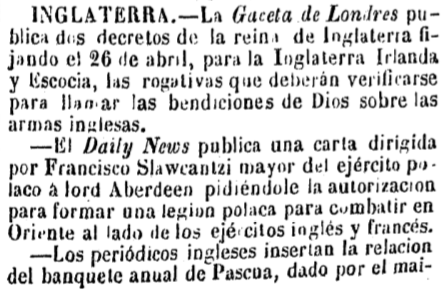 INGLATERRA.—La Gaceta de Londres pu-
blica dos decretos de la reina de Inglaterra fi-
jando el 26 de abril, para la Inglaterra Irlanda
y Escocia, las rogativas que deberán verificarse
para llamar las bendiciones de Dios sobre las
armas inglesas.
—El Daily News publica una carta dirigida
por Francisco Slawcantzi mayor del ejército po-
laco á lord Aberdeen pidiéndole la autorizacion
para formar una legion polaca para combatir en
Oriente al lado de los ejércitos inglés y francés.
—Los periódicos ingleses insertan la relacion
del banquete anual de Pascua, dado por el mai-